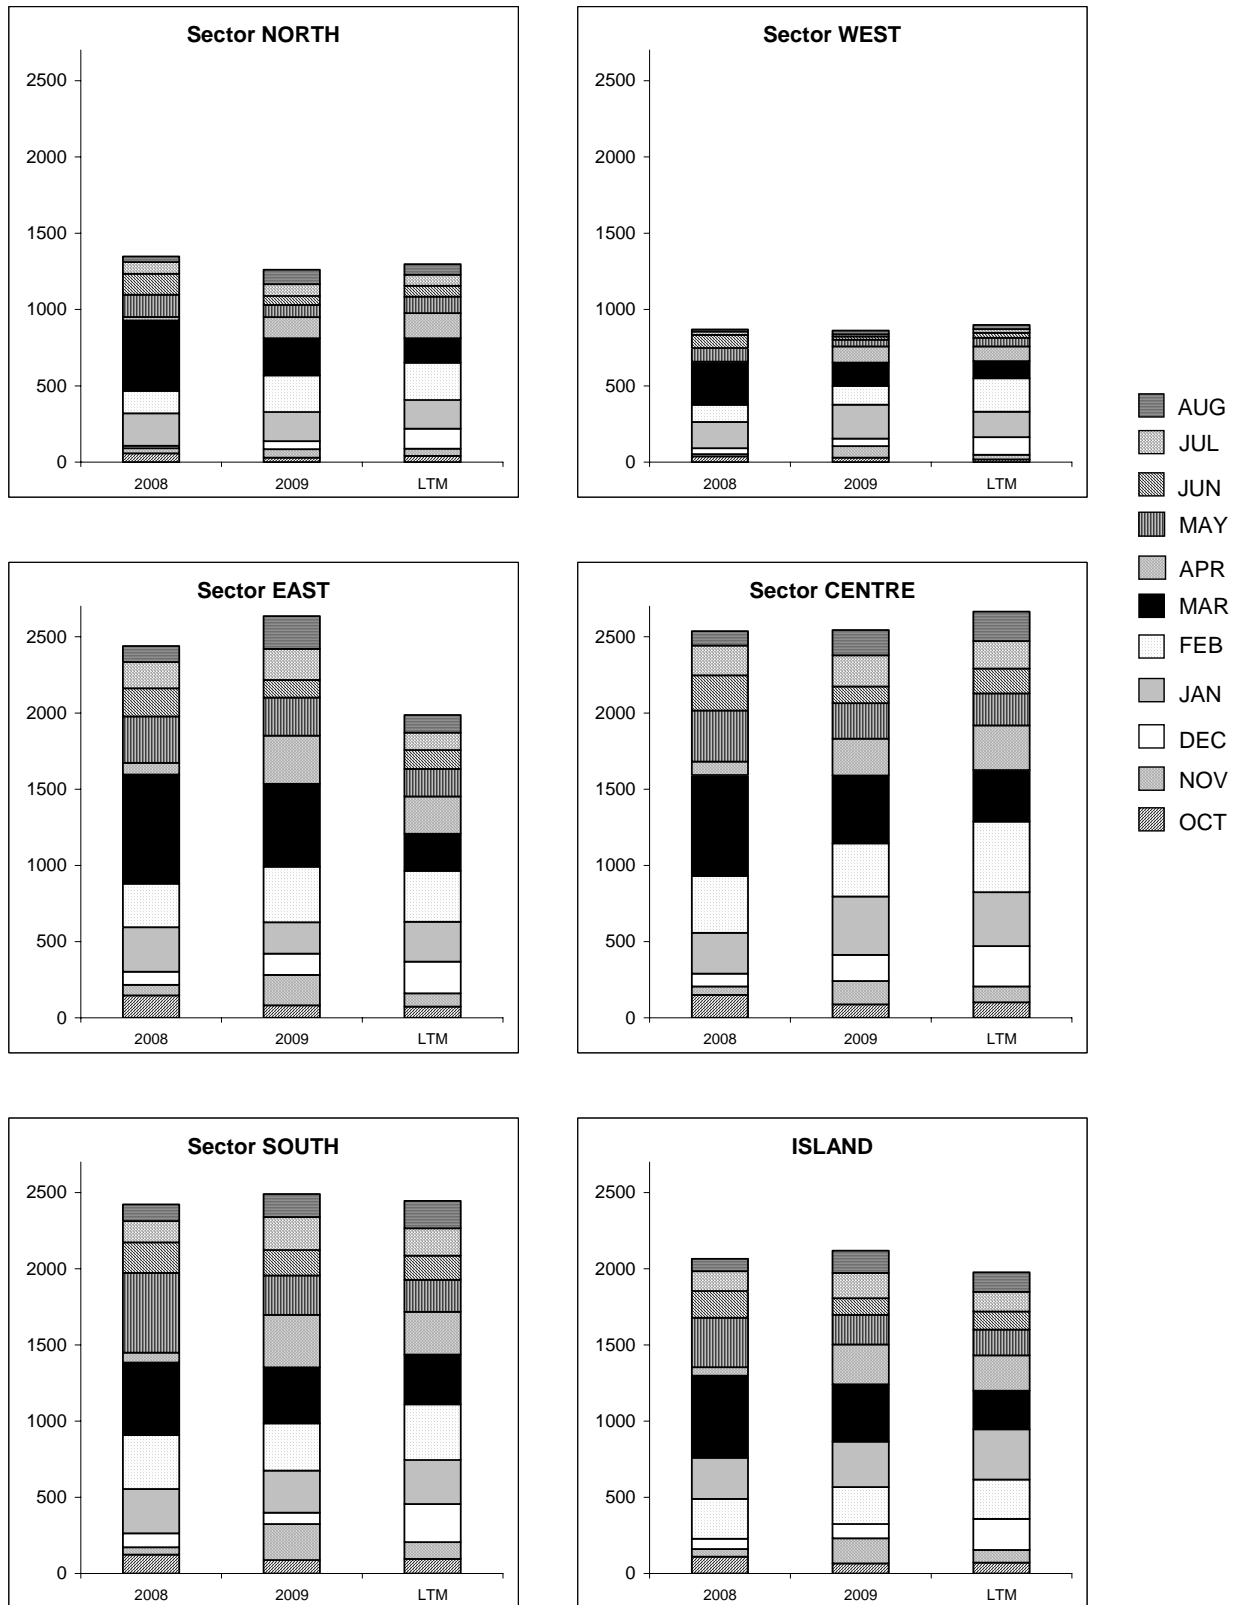 Sector NORTH
2500
2000
1500
1000
500
0
2008 2009 LTM
Sector WEST
2500
2000
1500
1000
500
0
2008 2009 LTM
AUG
JUL
JUN
MAY
APR
MAR
FEB
JAN
DEC
NOV
OCT
Sector EAST
2500
2000
1500
1000
500
0
2008 2009 LTM
Sector CENTRE
2500
2000
1500
1000
500
0
2008 2009 LTM
Sector SOUTH
2500
2000
1500
1000
500
0
2008 2009 LTM
ISLAND
2500
2000
1500
1000
500
0
2008 2009 LTM